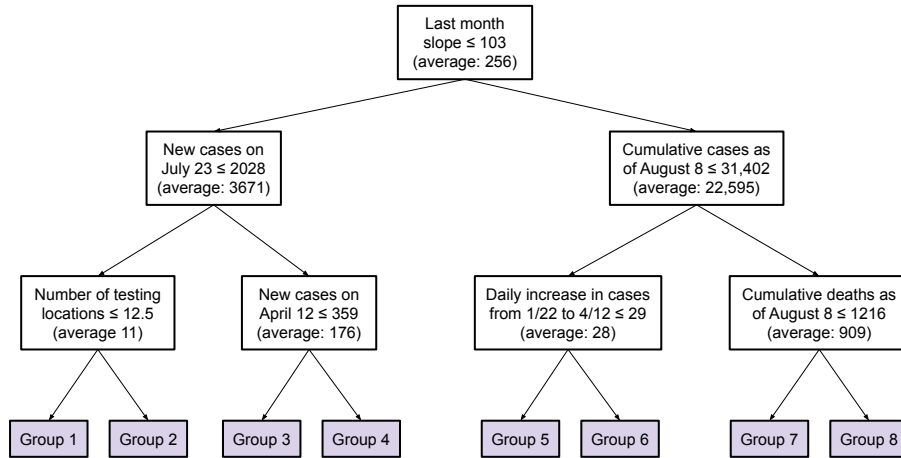 Last month
slope ≤ 103
(average: 256)
New cases on
July 23 ≤ 2028
(average: 3671)
Cumulative cases as
of August 8 ≤ 31,402
(average: 22,595)
Number of testing
locations ≤ 12.5
(average 11)
New cases on
April 12 ≤ 359
(average: 176)
Daily increase in cases
from 1/22 to 4/12 ≤ 29
(average: 28)
Cumulative deaths as
of August 8 ≤ 1216
(average: 909)
Group 1
Group 2
Group 3
Group 4
Group 5
Group 6
Group 7
Group 8